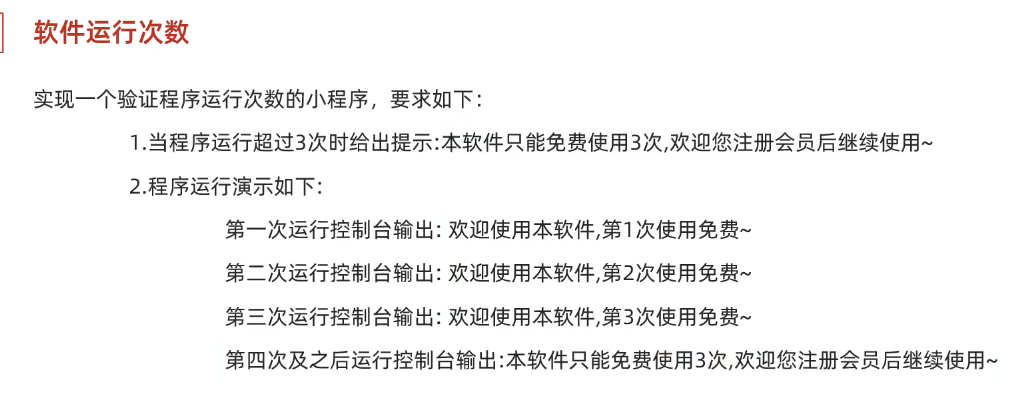 软件运行次数
实现一个验证程序运行次数的小程序，要求如下：
1.当程序运行超过3次时给出提示:本软件只能免费使用3次,欢迎您注册会员后继续使用~
2.程序运行演示如下:
第一次运行控制台输出: 欢迎使用本软件,第1次使用免费~
第二次运行控制台输出: 欢迎使用本软件,第2次使用免费~
第三次运行控制台输出: 欢迎使用本软件,第3次使用免费~
第四次及之后运行控制台输出:本软件只能免费使用3次,欢迎您注册会员后继续使用~